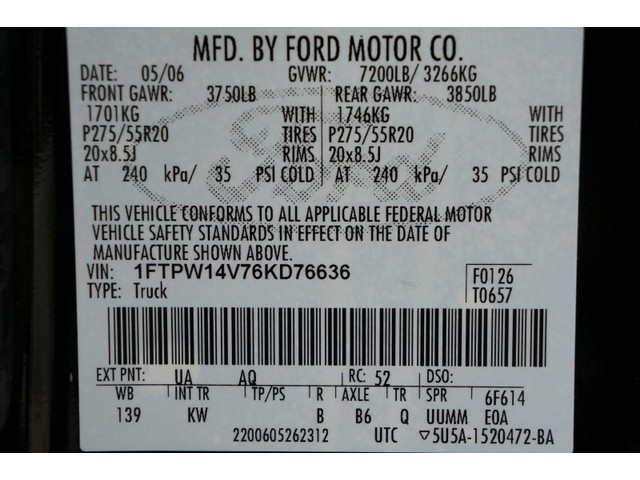 MFD. BY FORD MOTOR CO.
DATE: 05/06 GVWR: 7200LB/ 3266KG
FRONT GAWR: 3750LB REAR GAWR: 3850LB
1701KG WITH 1746KG WITH
P275/55R20 TIRES P275/55R20 TIRES
20x8.5J RIMS 20x8.5J RIMS
AT 240 kPa/ 35 PSI COLD AT 240 kPa/ 35 PSI COLD
Ford
THIS VEHICLE CONFORMS TO ALL APPLICABLE FEDERAL MOTOR
VEHICLE SAFETY STANDARDS IN EFFECT ON THE DATE OF
MANUFACTURE SHOWN ABOVE.
VIN: 1FTPW14V76KD76636 F0126
TYPE: Truck T0657
EXT PNT: UA AQ RC: 52 DSO:
WB INT TR TP/PS R AXLE TR SPR 6F614
139 KW B B6 Q UUMM E0A
2200605262312 UTC ▽5U5A-1520472-BA